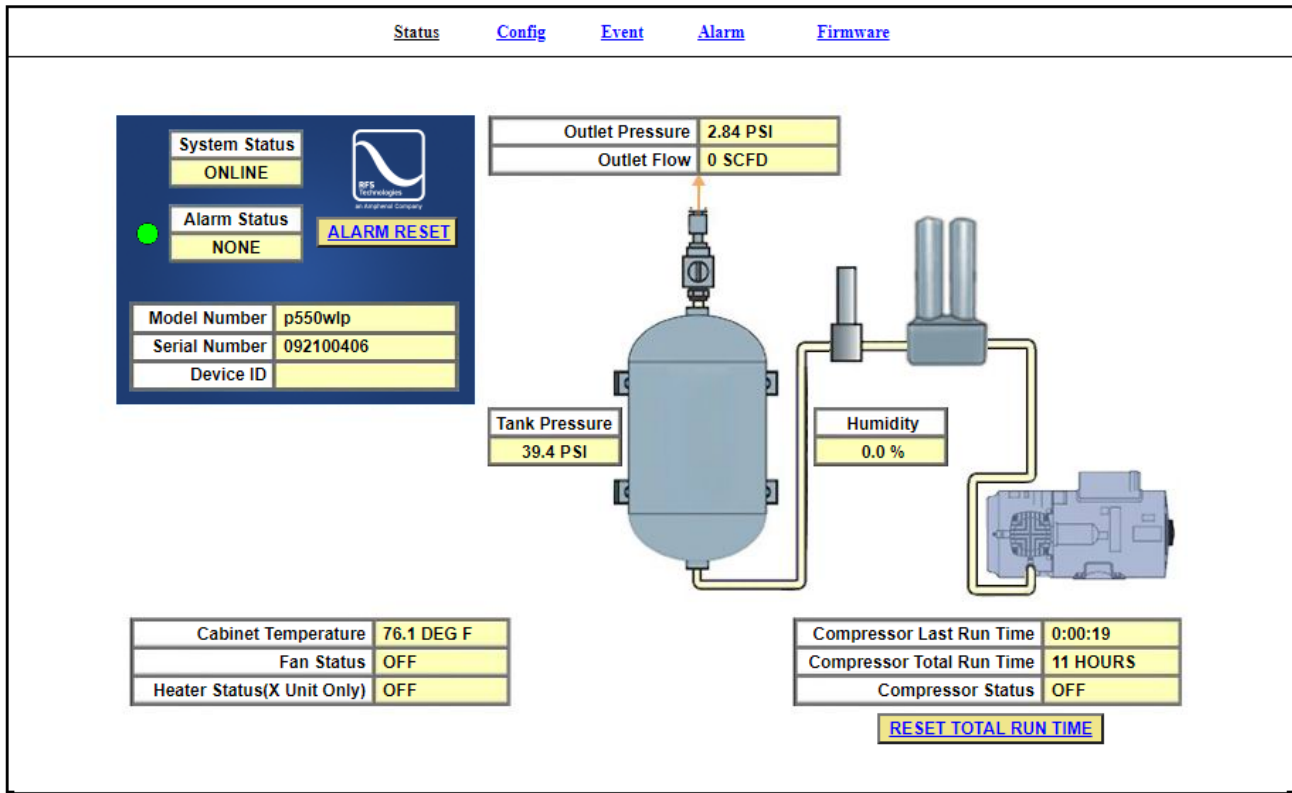 Status Config Event Alarm Firmware
System Status
ONLINE
RFS
Technologies
an Amphenol Company
Alarm Status
NONE
ALARM RESET
Model Number p550wlp
Serial Number 092100406
Device ID
Outlet Pressure 2.84 PSI
Outlet Flow 0 SCFD
Tank Pressure
39.4 PSI
Humidity
0.0 %
Cabinet Temperature 76.1 DEG F
Fan Status OFF
Heater Status(X Unit Only) OFF
Compressor Last Run Time 0:00:19
Compressor Total Run Time 11 HOURS
Compressor Status OFF
RESET TOTAL RUN TIME